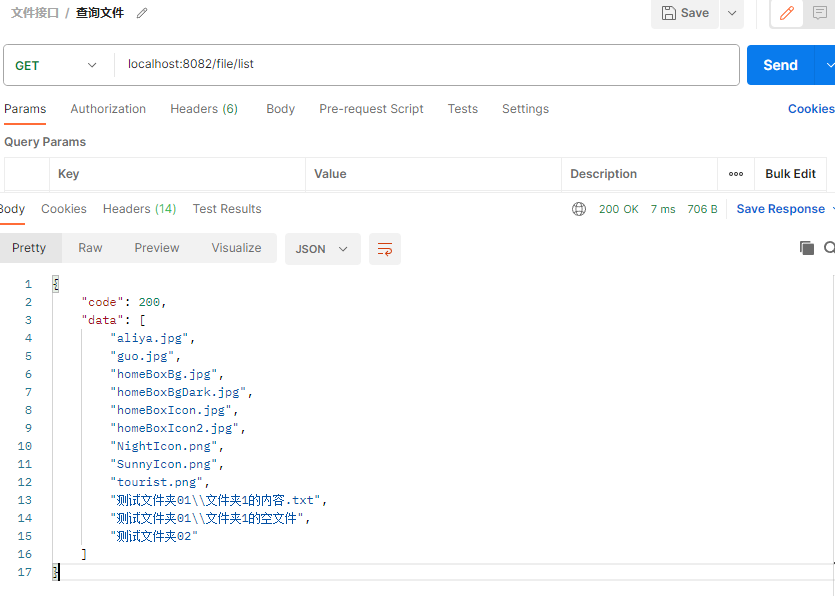 文件接口 / 查询文件
Save
GET localhost:8082/file/list Send
Params Authorization Headers (6) Body Pre-request Script Tests Settings Cookies
Query Params
Key Value Description ooo Bulk Edit
Body Cookies Headers (14) Test Results 200 OK 7 ms 706 B Save Response
Pretty Raw Preview Visualize JSON
1 {
2 "code": 200,
3 "data": [
4 "aliya.jpg",
5 "guo.jpg",
6 "homeBoxBg.jpg",
7 "homeBoxBgDark.jpg",
8 "homeBoxIcon.jpg",
9 "homeBoxIcon2.jpg",
10 "NightIcon.png",
11 "SunnyIcon.png",
12 "tourist.png",
13 "测试文件夹01\\文件夹1的内容.txt",
14 "测试文件夹01\\文件夹1的空文件",
15 "测试文件夹02"
16 ]
17 }